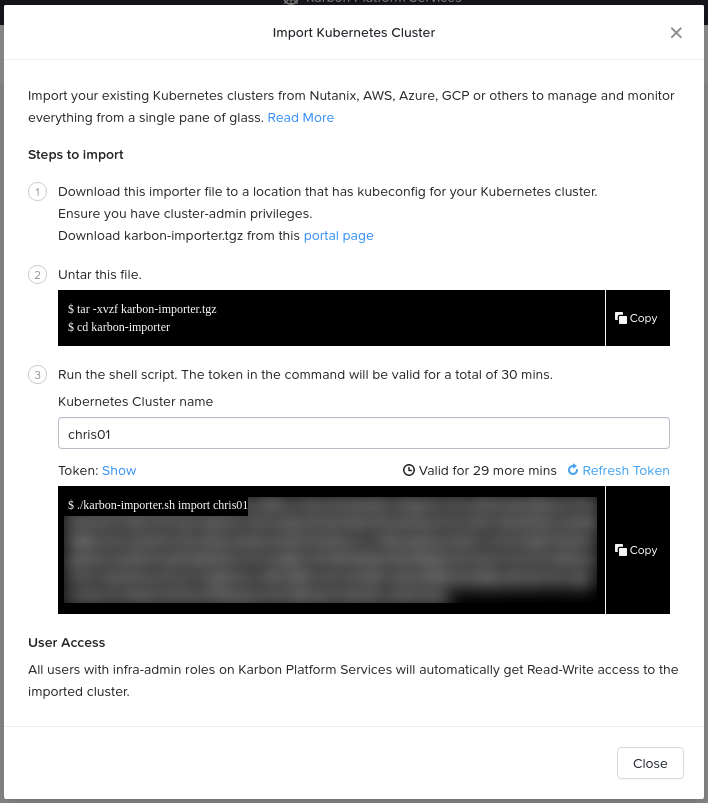 Karbon Platform Services
Import Kubernetes Cluster
Import your existing Kubernetes clusters from Nutanix, AWS, Azure, GCP or others to manage and monitor
everything from a single pane of glass. Read More
Steps to import
1 Download this importer file to a location that has kubeconfig for your Kubernetes cluster.
Ensure you have cluster-admin privileges.
Download karbon-importer.tgz from this portal page
2 Untar this file.
$ tar -xvzf karbon-importer.tgz
$ cd karbon-importer
Copy
3 Run the shell script. The token in the command will be valid for a total of 30 mins.
Kubernetes Cluster name
chris01
Token: Show Valid for 29 more mins Refresh Token
$ ./karbon-importer.sh import chris01
Copy
User Access
All users with infra-admin roles on Karbon Platform Services will automatically get Read-Write access to the
imported cluster.
Close